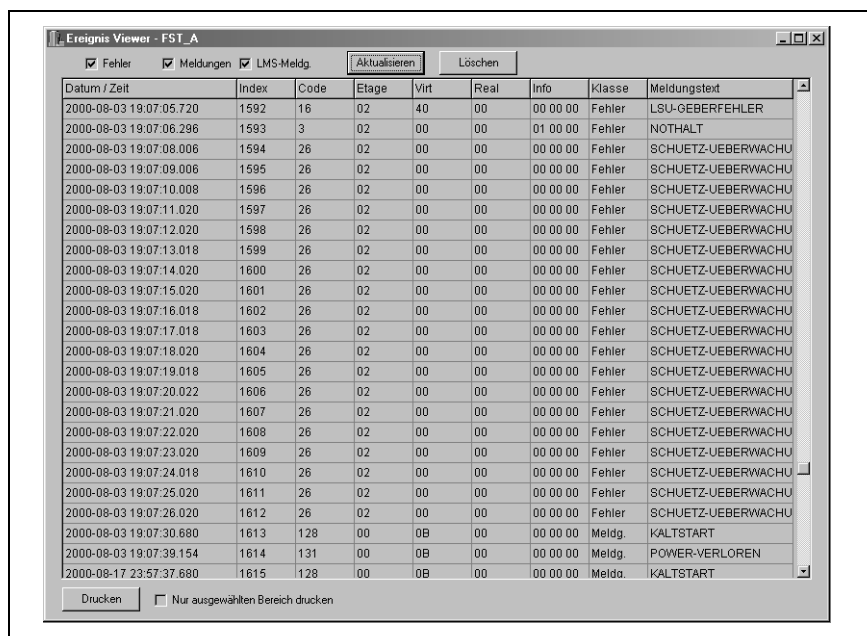 Ereignis Viewer - FST_A
Fehler Meldungen LMS-Meldg. Aktualisieren Löschen
Datum / Zeit Index Code Etage Virt Real Info Klasse Meldungstext
2000-08-03 19:07:05.720 1592 16 02 40 00 00 00 00 Fehler LSU-GEBERFEHLER
2000-08-03 19:07:06.296 1593 3 02 00 00 01 00 00 Fehler NOTHALT
2000-08-03 19:07:08.006 1594 26 02 00 00 00 00 00 Fehler SCHUETZ-UEBERWACHU
2000-08-03 19:07:09.006 1595 26 02 00 00 00 00 00 Fehler SCHUETZ-UEBERWACHU
2000-08-03 19:07:10.008 1596 26 02 00 00 00 00 00 Fehler SCHUETZ-UEBERWACHU
2000-08-03 19:07:11.020 1597 26 02 00 00 00 00 00 Fehler SCHUETZ-UEBERWACHU
2000-08-03 19:07:12.020 1598 26 02 00 00 00 00 00 Fehler SCHUETZ-UEBERWACHU
2000-08-03 19:07:13.018 1599 26 02 00 00 00 00 00 Fehler SCHUETZ-UEBERWACHU
2000-08-03 19:07:14.020 1600 26 02 00 00 00 00 00 Fehler SCHUETZ-UEBERWACHU
2000-08-03 19:07:15.020 1601 26 02 00 00 00 00 00 Fehler SCHUETZ-UEBERWACHU
2000-08-03 19:07:16.018 1602 26 02 00 00 00 00 00 Fehler SCHUETZ-UEBERWACHU
2000-08-03 19:07:17.018 1603 26 02 00 00 00 00 00 Fehler SCHUETZ-UEBERWACHU
2000-08-03 19:07:18.020 1604 26 02 00 00 00 00 00 Fehler SCHUETZ-UEBERWACHU
2000-08-03 19:07:19.018 1605 26 02 00 00 00 00 00 Fehler SCHUETZ-UEBERWACHU
2000-08-03 19:07:20.022 1606 26 02 00 00 00 00 00 Fehler SCHUETZ-UEBERWACHU
2000-08-03 19:07:21.020 1607 26 02 00 00 00 00 00 Fehler SCHUETZ-UEBERWACHU
2000-08-03 19:07:22.020 1608 26 02 00 00 00 00 00 Fehler SCHUETZ-UEBERWACHU
2000-08-03 19:07:23.020 1609 26 02 00 00 00 00 00 Fehler SCHUETZ-UEBERWACHU
2000-08-03 19:07:24.018 1610 26 02 00 00 00 00 00 Fehler SCHUETZ-UEBERWACHU
2000-08-03 19:07:25.020 1611 26 02 00 00 00 00 00 Fehler SCHUETZ-UEBERWACHU
2000-08-03 19:07:26.020 1612 26 02 00 00 00 00 00 Fehler SCHUETZ-UEBERWACHU
2000-08-03 19:07:30.680 1613 128 00 0B 00 00 00 00 Meldg. KALTSTART
2000-08-03 19:07:39.154 1614 131 00 0B 00 00 00 00 Meldg. POWER-VERLOREN
2000-08-17 23:57:37.680 1615 128 00 0B 00 00 00 00 Meldg. KALTSTART
Drucken Nur ausgewählten Bereich drucken